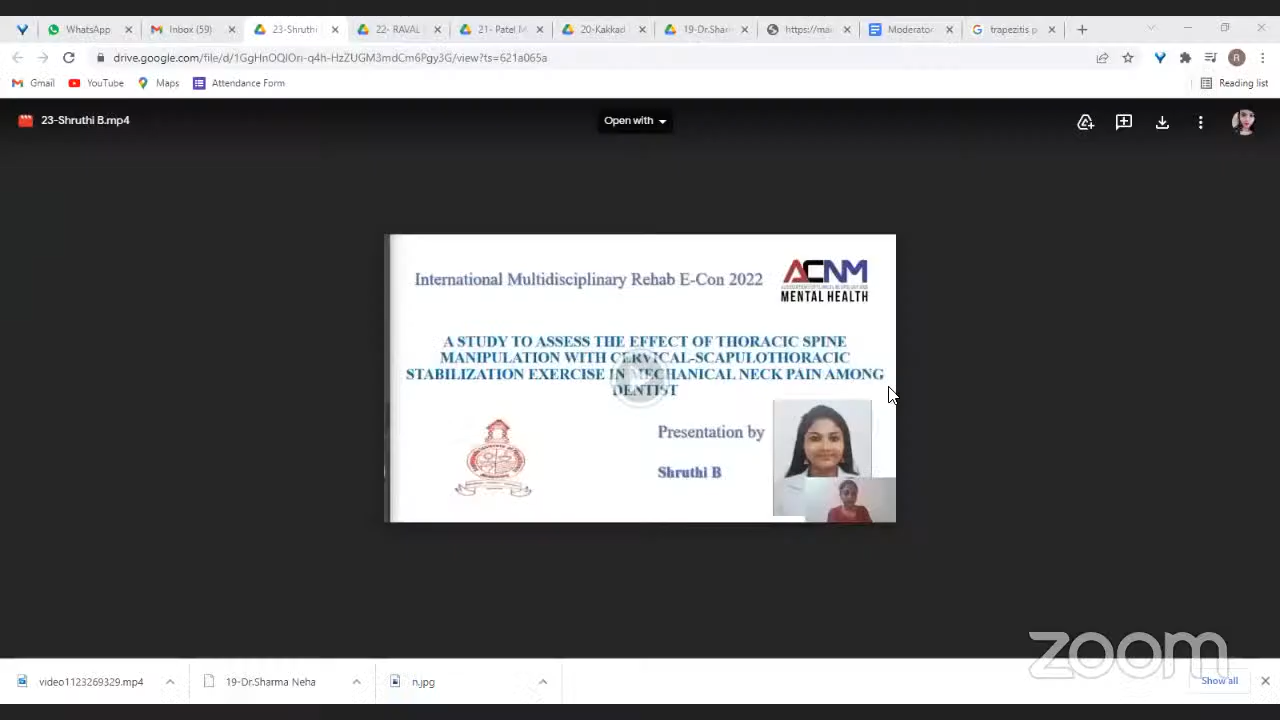 WhatsApp
Inbox (59)
23-Shruthi
22- RAVAL
21- Patel
20-Kakkad
19-Dr.Shar
https://ma
Moderator
trapezitis p
drive.google.com/file/d/1GgHnOQIOri-q4h-HzZUGM3mdCm6Pgy3G/view?ts=621a065a
Gmail
YouTube
Maps
Attendance Form
Reading list
23-Shruthi B.mp4
Open with
International Multidisciplinary Rehab E-Con 2022
ACNM
MENTAL HEALTH
A STUDY TO ASSESS THE EFFECT OF THORACIC SPINE
MANIPULATION WITH CERVICAL-SCAPULOTHORACIC
STABILIZATION EXERCISE IN MECHANICAL NECK PAIN AMONG
DENTIST
Presentation by
Shruthi B
zoom
video1123269329.mp4
19-Dr.Sharma Neha
n.jpg
Show all